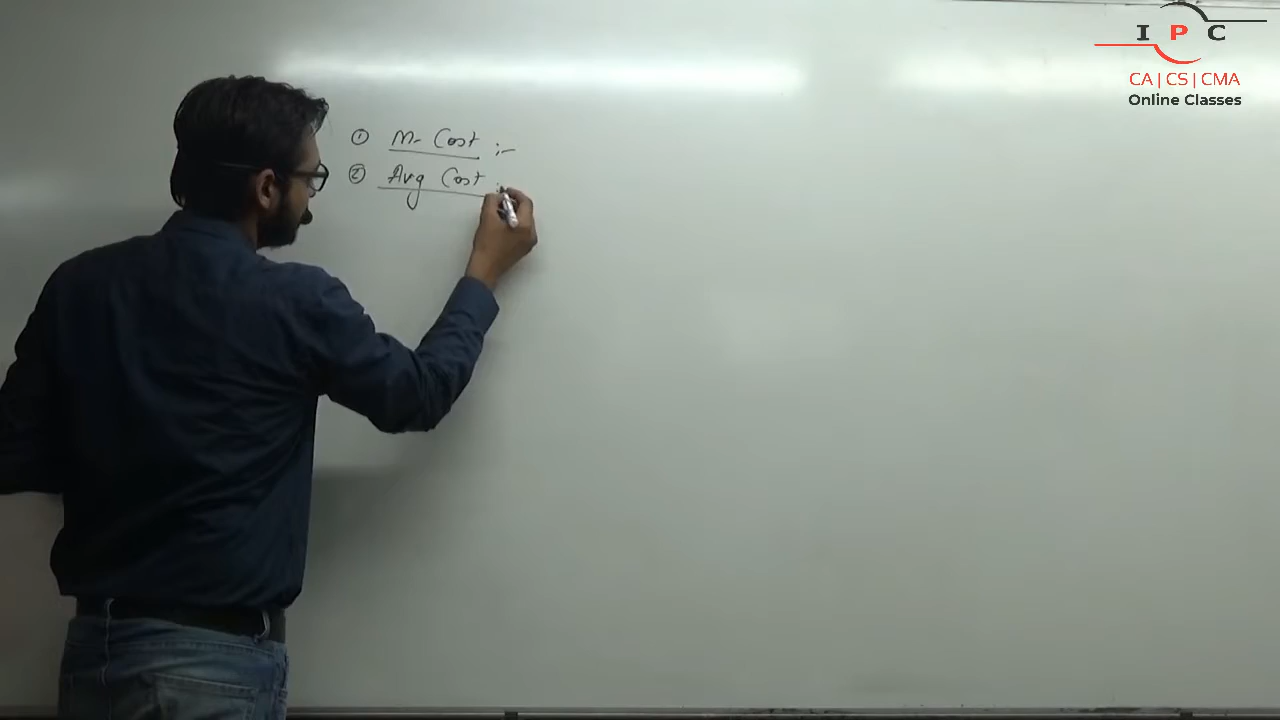 ① M- Cost :-
② Avg Cost :
I P C
CA | CS | CMA
Online Classes